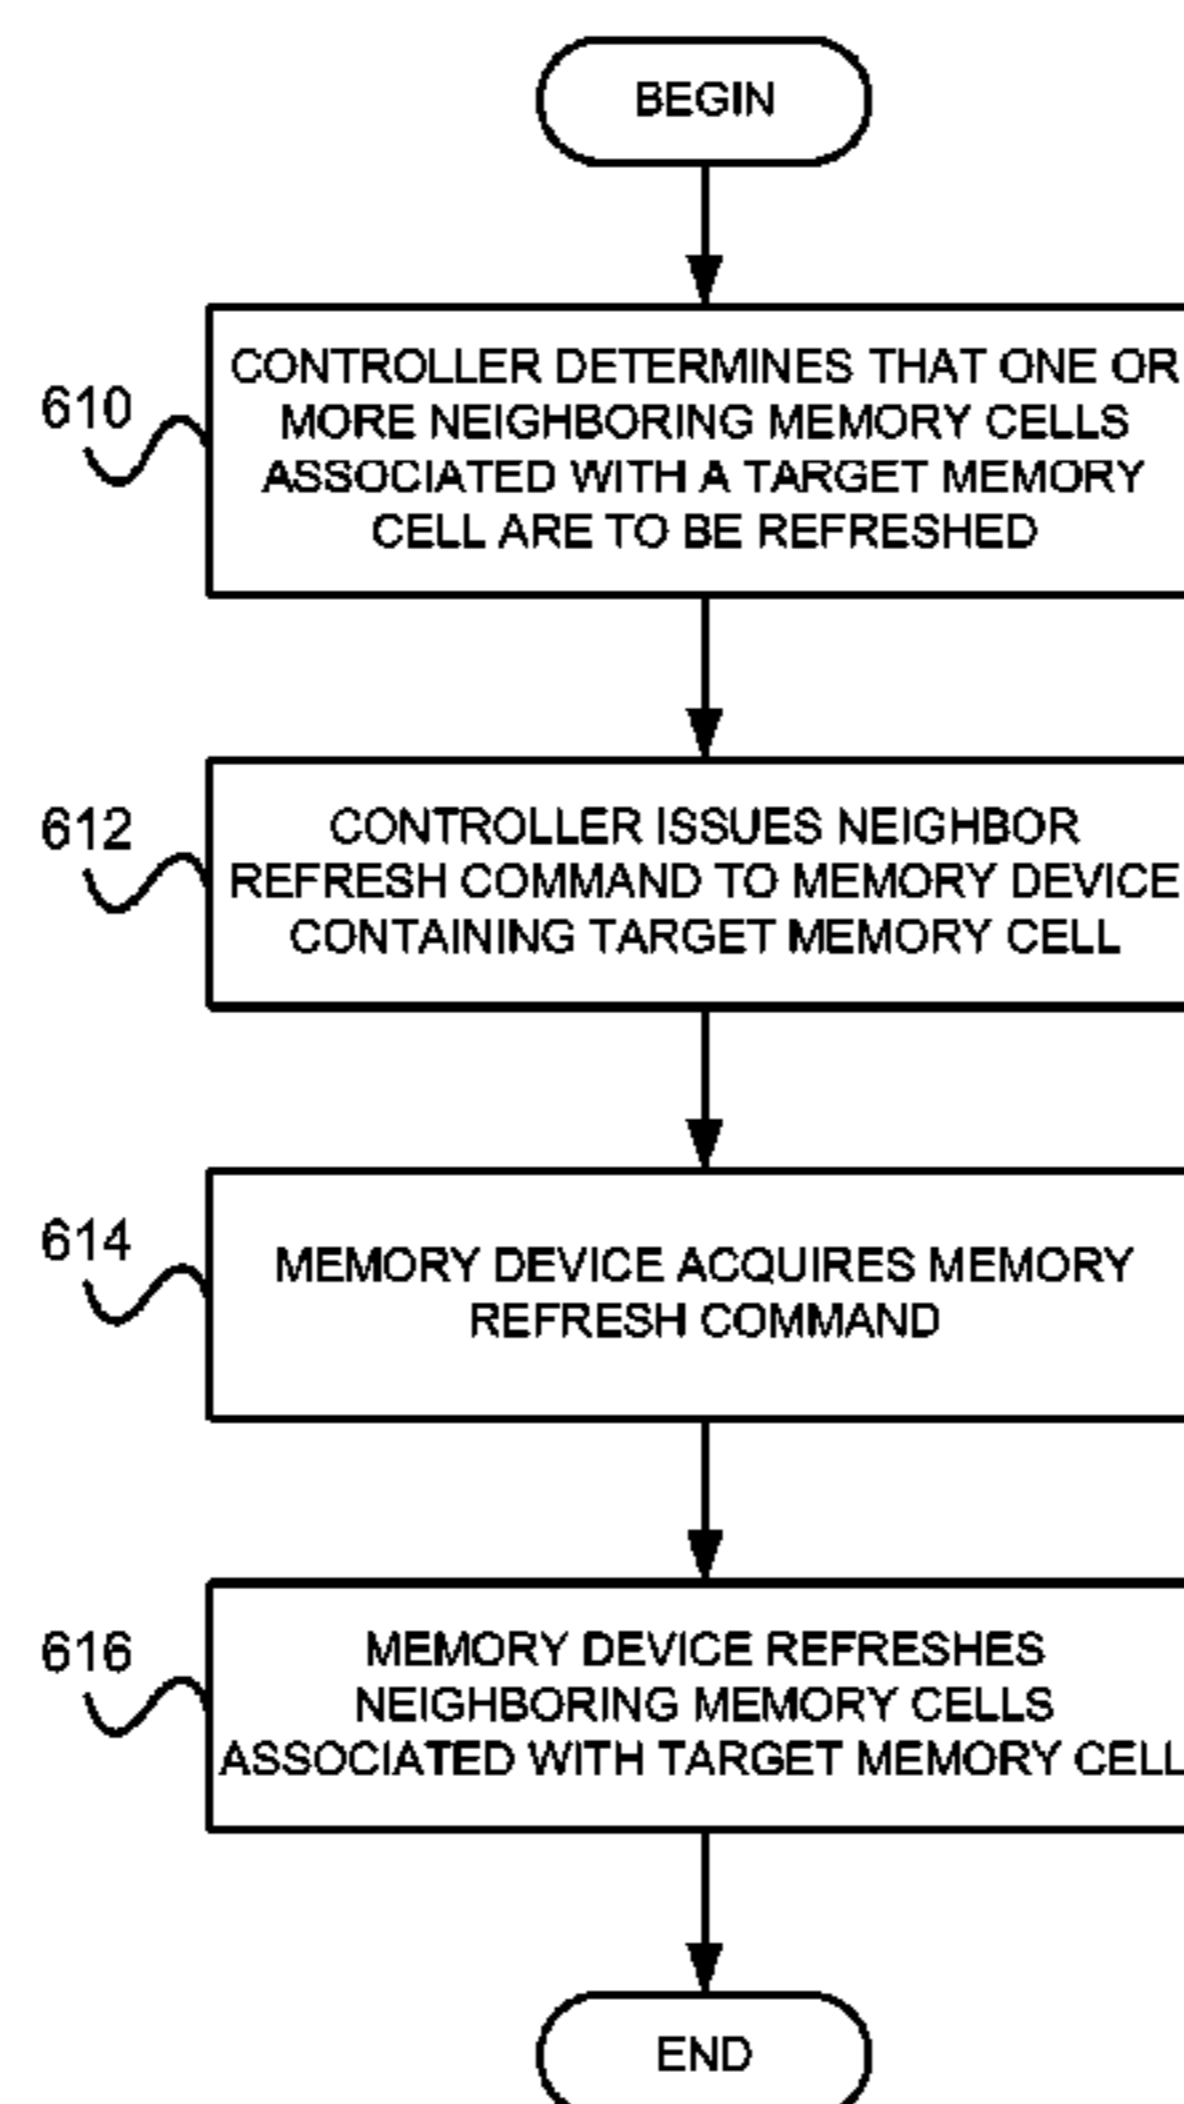 BEGIN
610
CONTROLLER DETERMINES THAT ONE OR
MORE NEIGHBORING MEMORY CELLS
ASSOCIATED WITH A TARGET MEMORY
CELL ARE TO BE REFRESHED
612
CONTROLLER ISSUES NEIGHBOR
REFRESH COMMAND TO MEMORY DEVICE
CONTAINING TARGET MEMORY CELL
614
MEMORY DEVICE ACQUIRES MEMORY
REFRESH COMMAND
616
MEMORY DEVICE REFRESHES
NEIGHBORING MEMORY CELLS
ASSOCIATED WITH TARGET MEMORY CELL
END